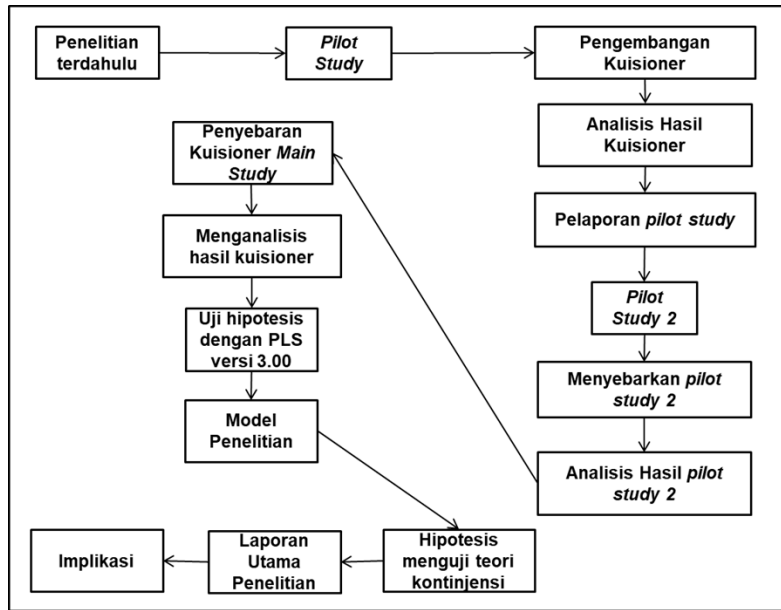 Penelitian
terdahulu
Pilot
Study
Pengembangan
Kuisioner
Analisis Hasil
Kuisioner
Pelaporan pilot study
Pilot
Study 2
Menyebarkan pilot
study 2
Analisis Hasil pilot
study 2
Penyebaran
Kuisioner Main
Study
Menganalisis
hasil kuisioner
Uji hipotesis
dengan PLS
versi 3.00
Model
Penelitian
Hipotesis
menguji teori
kontinjensi
Laporan
Utama
Penelitian
Implikasi